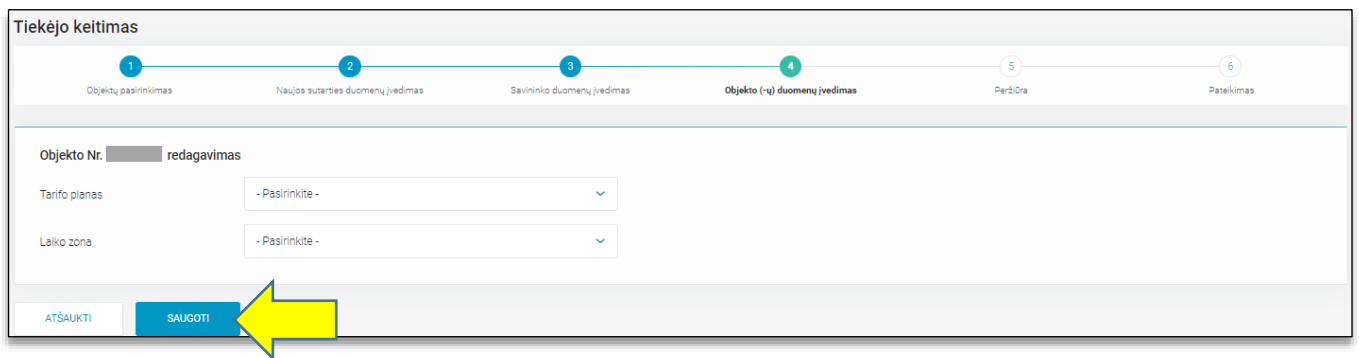 Tiekėjo keitimas
1 2 3 4 5 6
Objektų pasirinkimas Naujos sutarties duomenų įvedimas Savininko duomenų įvedimas Objekto (-ų) duomenų įvedimas Peržiūra Pateikimas
Objekto Nr. redagavimas
Tarifo planas - Pasirinkite -
Laiko zona - Pasirinkite -
ATŠAUKTI SAUGOTI